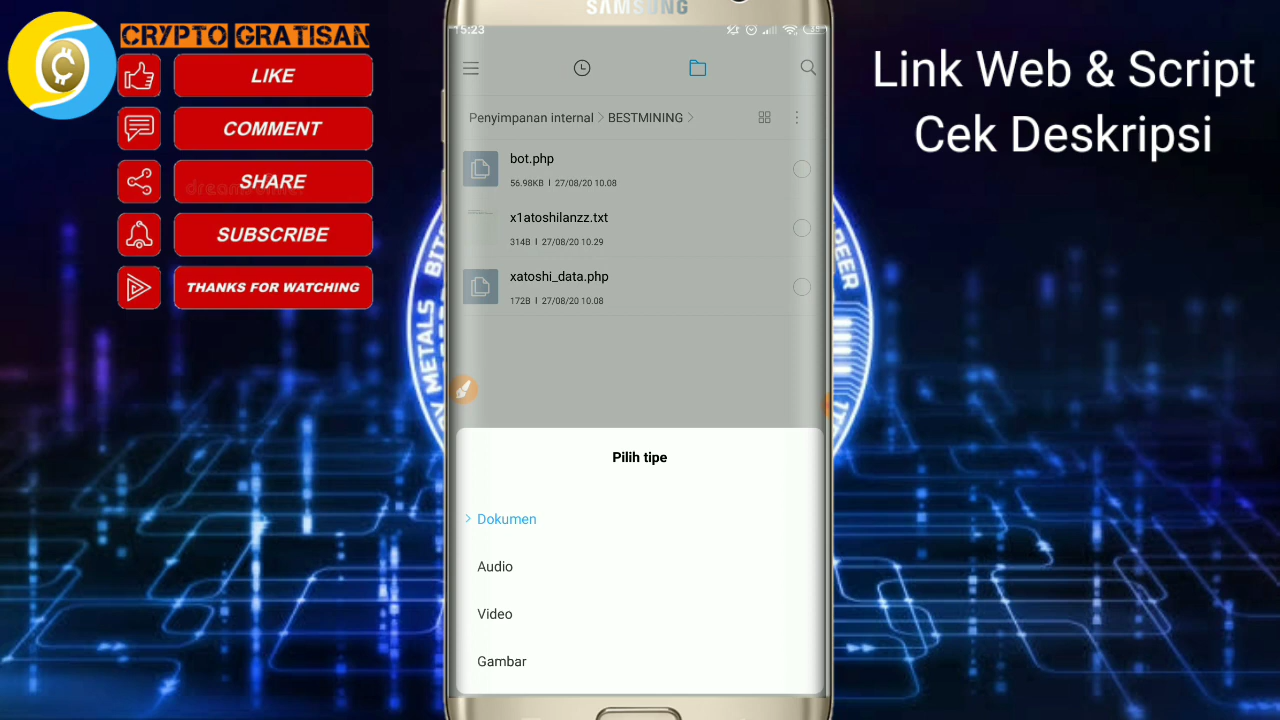 CRYPTO GRATISAN
LIKE
COMMENT
SHARE
SUBSCRIBE
THANKS FOR WATCHING
SAMSUNG
15:23
Penyimpanan internal > BESTMINING >
bot.php
56.98KB | 27/08/20 10.08
x1atoshilanzz.txt
314B | 27/08/20 10.29
xatoshi_data.php
172B | 27/08/20 10.08
Pilih tipe
> Dokumen
Audio
Video
Gambar
Link Web & Script
Cek Deskripsi
METALS